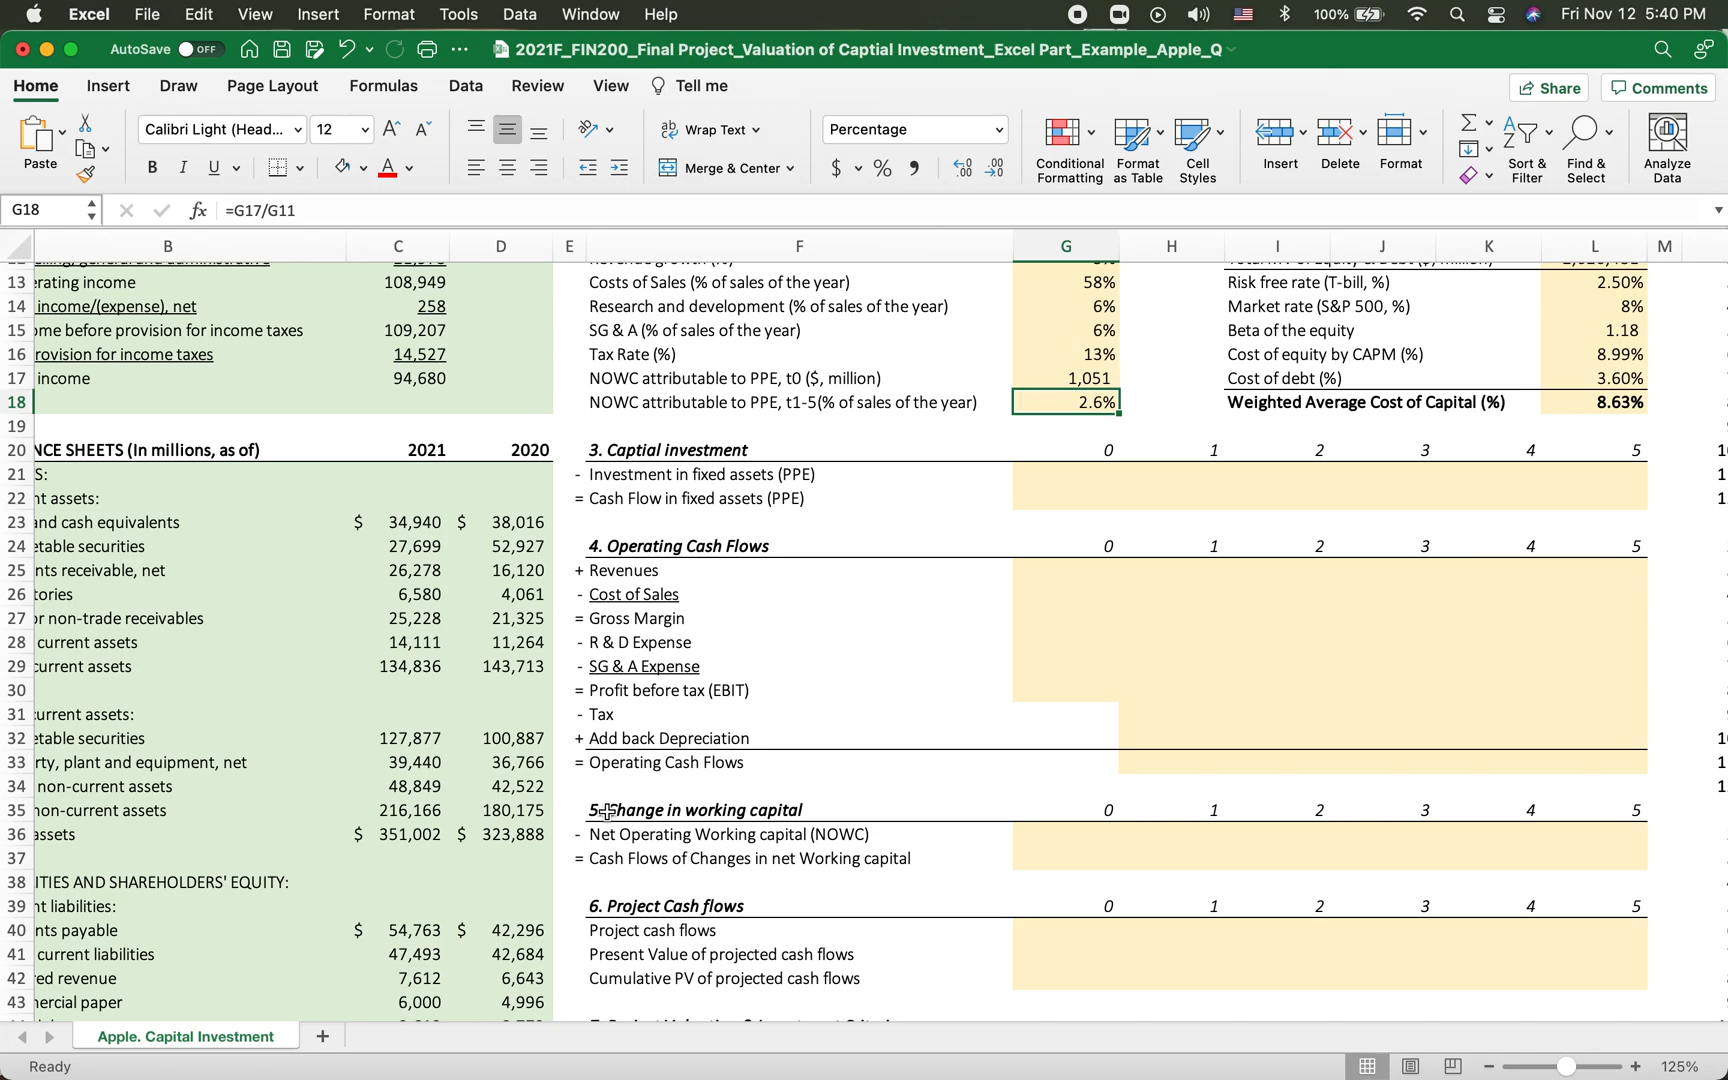 Excel File Edit View Insert Format Tools Data Window Help 100% Fri Nov 12 5:40 PM
AutoSave OFF 2021F_FIN200_Final Project_Valuation of Captial Investment_Excel Part_Example_Apple_Q
Home Insert Draw Page Layout Formulas Data Review View Tell me Share Comments
Paste Calibri Light (Head... 12 Wrap Text Percentage
B I U Merge & Center $ %
Conditional Formatting Format as Table Cell Styles Insert Delete Format Sort & Filter Find & Select Analyze Data
G18 fx =G17/G11
B C D E F G H I J K L M
13 erating income 108,949 Costs of Sales (% of sales of the year) 58% Risk free rate (T-bill, %) 2.50%
14 income/(expense), net 258 Research and development (% of sales of the year) 6% Market rate (S&P 500, %) 8%
15 ome before provision for income taxes 109,207 SG & A (% of sales of the year) 6% Beta of the equity 1.18
16 rovision for income taxes 14,527 Tax Rate (%) 13% Cost of equity by CAPM (%) 8.99%
17 income 94,680 NOWC attributable to PPE, t0 ($, million) 1,051 Cost of debt (%) 3.60%
18 NOWC attributable to PPE, t1-5(% of sales of the year) 2.6% Weighted Average Cost of Capital (%) 8.63%
19
20 NCE SHEETS (In millions, as of) 2021 2020 3. Captial investment 0 1 2 3 4 5
21 S: - Investment in fixed assets (PPE)
22 nt assets: = Cash Flow in fixed assets (PPE)
23 and cash equivalents $ 34,940 $ 38,016
24 etable securities 27,699 52,927 4. Operating Cash Flows 0 1 2 3 4 5
25 nts receivable, net 26,278 16,120 + Revenues
26 tories 6,580 4,061 - Cost of Sales
27 or non-trade receivables 25,228 21,325 = Gross Margin
28 current assets 14,111 11,264 - R & D Expense
29 current assets 134,836 143,713 - SG & A Expense
30 = Profit before tax (EBIT)
31 urrent assets: - Tax
32 etable securities 127,877 100,887 + Add back Depreciation
33 rty, plant and equipment, net 39,440 36,766 = Operating Cash Flows
34 non-current assets 48,849 42,522
35 non-current assets 216,166 180,175 5 hange in working capital 0 1 2 3 4 5
36 assets $ 351,002 $ 323,888 - Net Operating Working capital (NOWC)
37 = Cash Flows of Changes in net Working capital
38 ITIES AND SHAREHOLDERS' EQUITY:
39 nt liabilities: 6. Project Cash flows 0 1 2 3 4 5
40 nts payable $ 54,763 $ 42,296 Project cash flows
41 current liabilities 47,493 42,684 Present Value of projected cash flows
42 ed revenue 7,612 6,643 Cumulative PV of projected cash flows
43 nercial paper 6,000 4,996
Apple. Capital Investment
Ready 125%